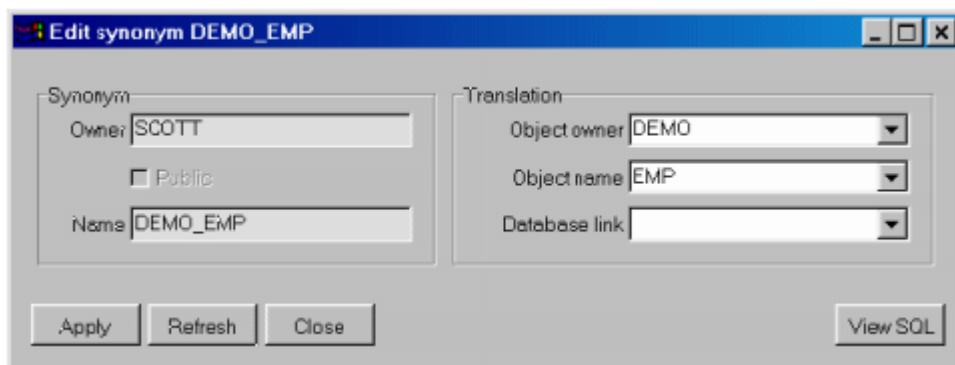 Edit synonym DEMO_EMP
Synonym
Owner SCOTT
Public
Name DEMO_EMP
Translation
Object owner DEMO
Object name EMP
Database link
Apply Refresh Close View SQL